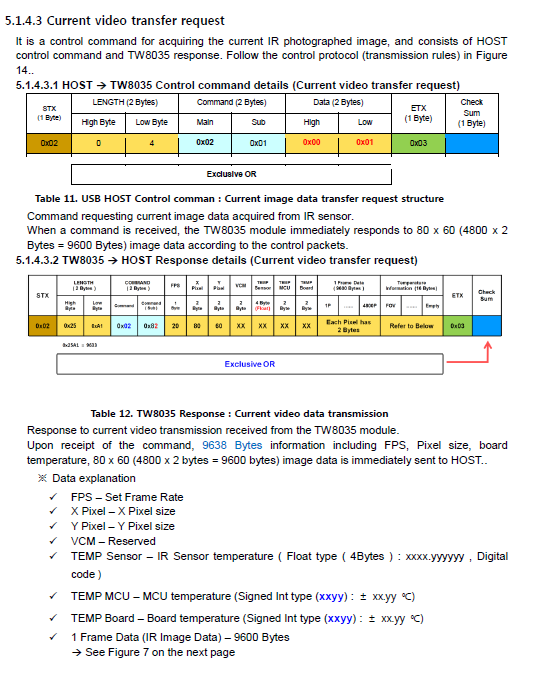 5.1.4.3 Current video transfer request
It is a control command for acquiring the current IR photographed image, and consists of HOST
control command and TW8035 response. Follow the control protocol (transmission rules) in Figure
14..
5.1.4.3.1 HOST → TW8035 Control command details (Current video transfer request)
STX (1 Byte) LENGTH (2 Bytes) Command (2 Bytes) Data (2 Bytes) ETX (1 Byte) Check Sum (1 Byte)
High Byte Low Byte Main Sub High Low
0x02 0 4 0x02 0x01 0x00 0x01 0x03
Exclusive OR
Table 11. USB HOST Control comman : Current image data transfer request structure
Command requesting current image data acquired from IR sensor.
When a command is received, the TW8035 module immediately responds to 80 x 60 (4800 x 2
Bytes = 9600 Bytes) image data according to the control packets.
5.1.4.3.2 TW8035 → HOST Response details (Current video transfer request)
STX LENGTH (2 Bytes) COMMAND (2 Bytes) FPS X Pixel Y Pixel VCM TEMP Sensor TEMP MCU TEMP Board 1 Frame Data (9600 Bytes) Temperature Information (16 Bytes) ETX Check Sum
High Byte Low Byte Command Command (Sub) 1 Byte 2 Byte 2 Byte 2 Byte 4 Byte (Float) 2 Byte 2 Byte 1P ...... 4800P FOV ...... Empty
0x02 0x25 0xA1 0x02 0x82 20 80 60 XX XX XX XX Each Pixel has 2 Bytes Refer to Below 0x03
0x25A1 : 9633
Exclusive OR
Table 12. TW8035 Response : Current video data transmission
Response to current video transmission received from the TW8035 module.
Upon receipt of the command, 9638 Bytes information including FPS, Pixel size, board
temperature, 80 x 60 (4800 x 2 bytes = 9600 bytes) image data is immediately sent to HOST..
※ Data explanation
✓ FPS – Set Frame Rate
✓ X Pixel – X Pixel size
✓ Y Pixel – Y Pixel size
✓ VCM – Reserved
✓ TEMP Sensor – IR Sensor temperature ( Float type ( 4Bytes ) : xxxx.yyyyyy , Digital
code )
✓ TEMP MCU – MCU temperature (Signed Int type (xxyy) : ± xx.yy ℃)
✓ TEMP Board – Board temperature (Signed Int type (xxyy) : ± xx.yy ℃)
✓ 1 Frame Data (IR Image Data) – 9600 Bytes
→ See Figure 7 on the next page